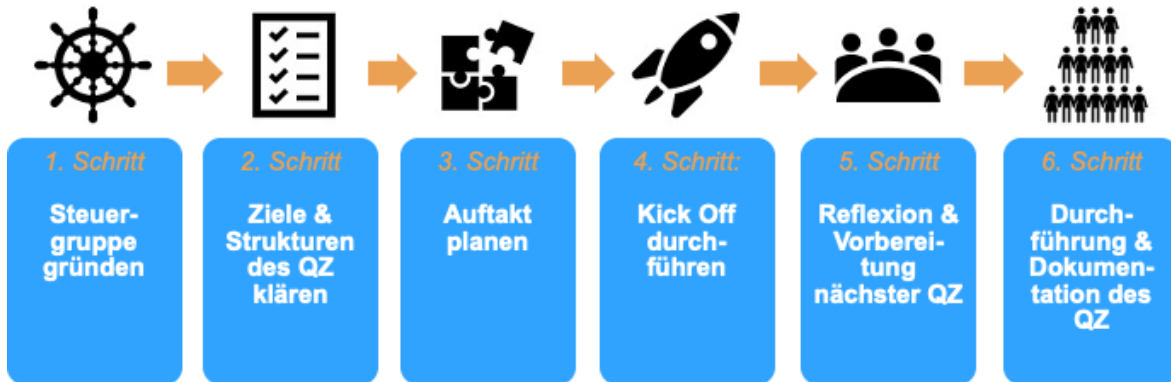 1. Schritt
Steuer-
gruppe
gründen
2. Schritt
Ziele &
Strukturen
des QZ
klären
3. Schritt
Auftakt
planen
4. Schritt:
Kick Off
durch-
führen
5. Schritt
Reflexion &
Vorberei-
tung
nächster QZ
6. Schritt
Durch-
führung &
Dokumen-
tation des
QZ